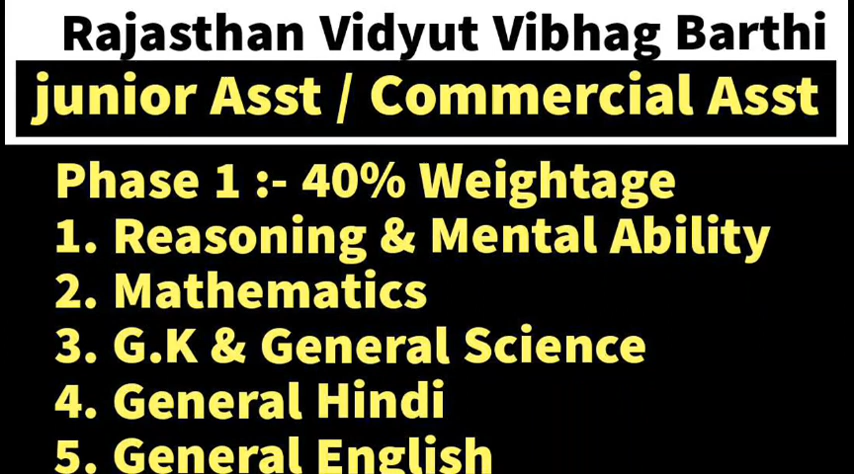 Rajasthan Vidyut Vibhag Barthi
junior Asst / Commercial Asst
Phase 1 :- 40% Weightage
1. Reasoning & Mental Ability
2. Mathematics
3. G.K & General Science
4. General Hindi
5. General English